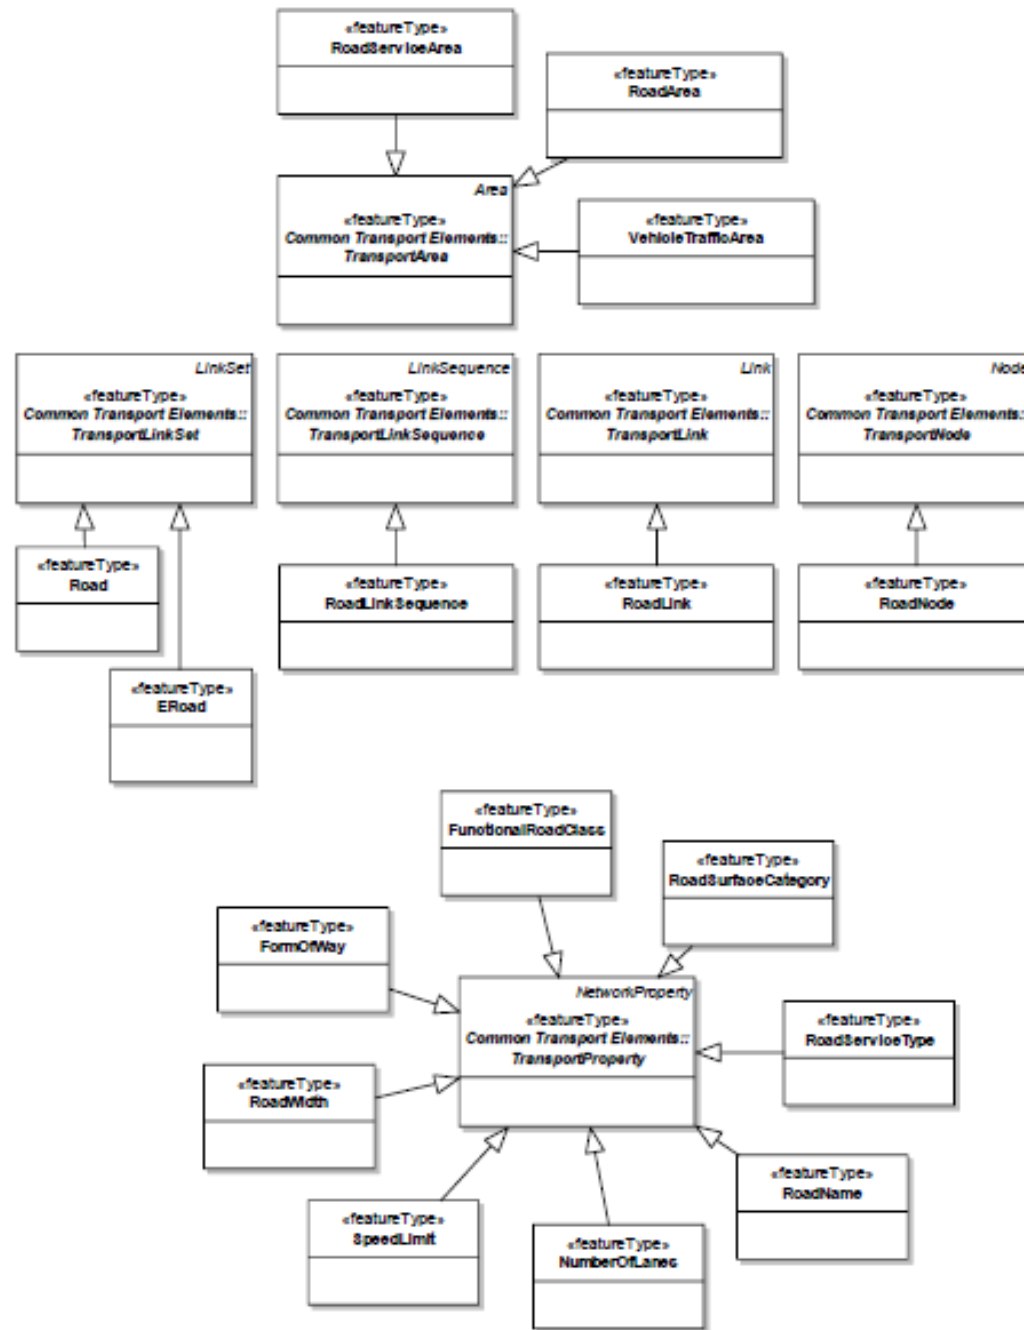 «featureType»
RoadServiceArea
«featureType»
RoadArea
Area
«featureType»
Common Transport Elements::
TransportArea
«featureType»
VehicleTrafficArea
LinkSet
«featureType»
Common Transport Elements::
TransportLinkSet
LinkSequence
«featureType»
Common Transport Elements::
TransportLinkSequence
Link
«featureType»
Common Transport Elements::
TransportLink
Node
«featureType»
Common Transport Elements::
TransportNode
«featureType»
Road
«featureType»
RoadLinkSequence
«featureType»
RoadLink
«featureType»
RoadNode
«featureType»
ERoad
«featureType»
FunctionalRoadClass
«featureType»
RoadSurfaceCategory
«featureType»
FormOfWay
NetworkProperty
«featureType»
Common Transport Elements::
TransportProperty
«featureType»
RoadServiceType
«featureType»
RoadWidth
«featureType»
RoadName
«featureType»
SpeedLimit
«featureType»
NumberOfLanes